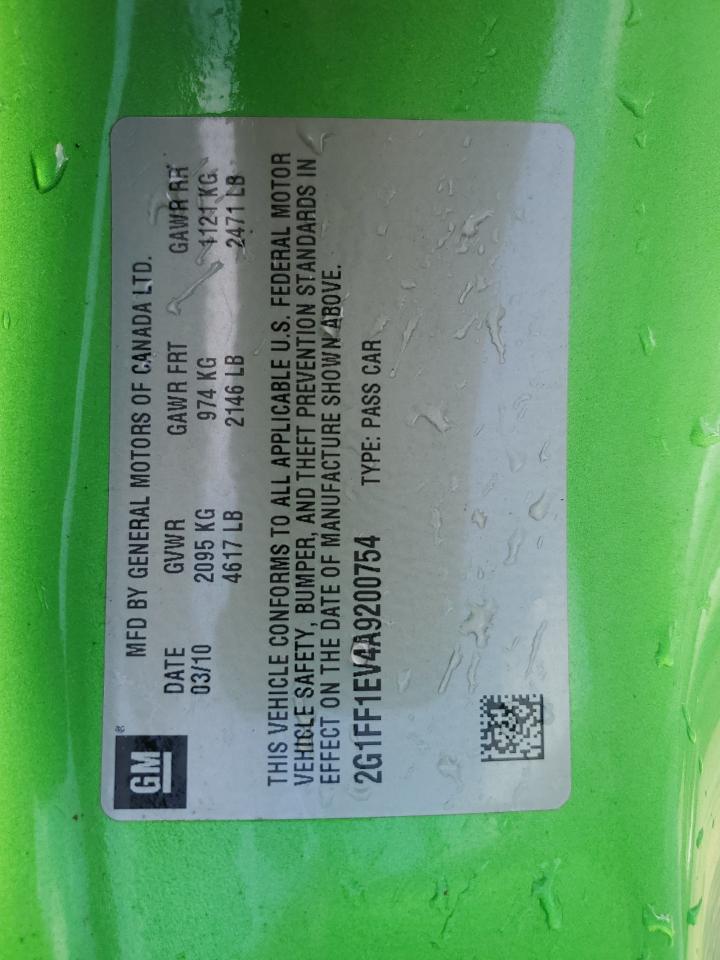 GM ®
MFD BY GENERAL MOTORS OF CANADA LTD.
DATE GVWR GAWR FRT GAWR RR
03/10 2095 KG 974 KG 1121 KG
4617 LB 2146 LB 2471 LB
THIS VEHICLE CONFORMS TO ALL APPLICABLE U.S. FEDERAL MOTOR
VEHICLE SAFETY, BUMPER, AND THEFT PREVENTION STANDARDS IN
EFFECT ON THE DATE OF MANUFACTURE SHOWN ABOVE.
2G1FF1EV4A9200754 TYPE: PASS CAR